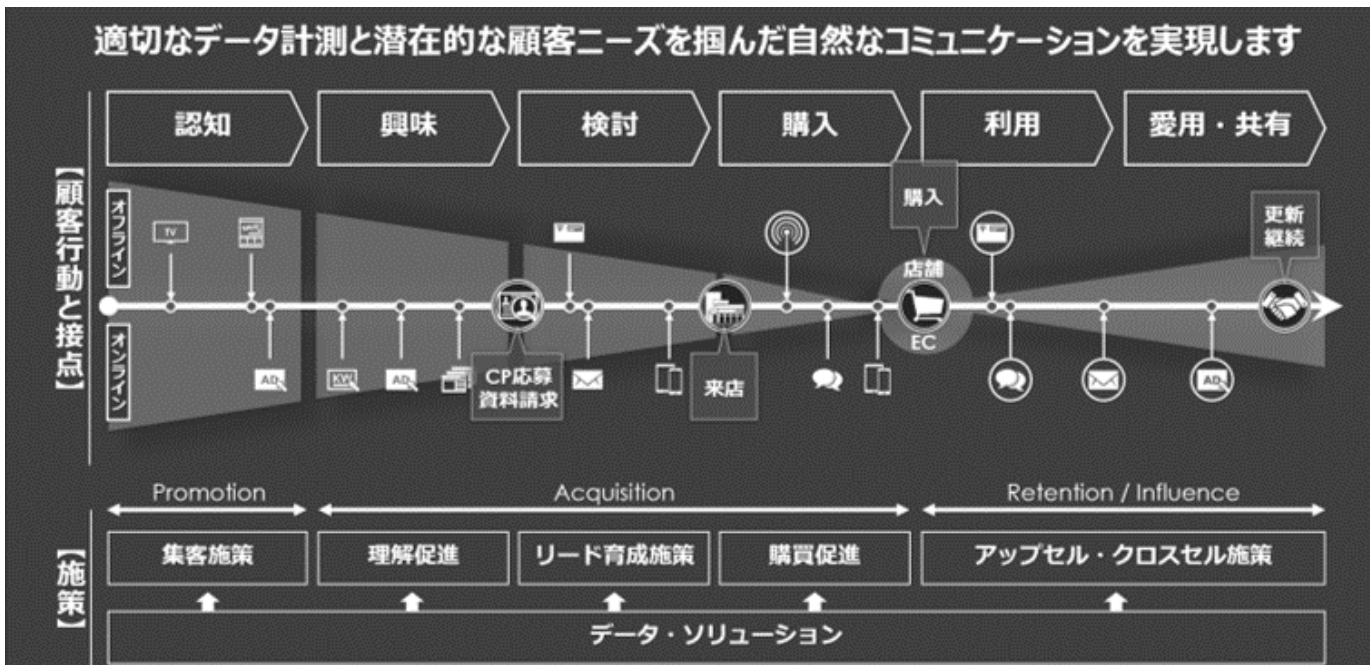 適切なデータ計測と潜在的な顧客ニーズを掴んだ自然なコミュニケーションを実現します
【顧客行動と接点】
認知
興味
検討
購入
利用
愛用・共有
オフライン
オンライン
TV
AD
KW
AD
CP応募
資料請求
来店
購入
店舗
EC
AD
更新
継続
Promotion
Acquisition
Retention / Influence
【施策】
集客施策
理解促進
リード育成施策
購買促進
アップセル・クロスセル施策
データ・ソリューション